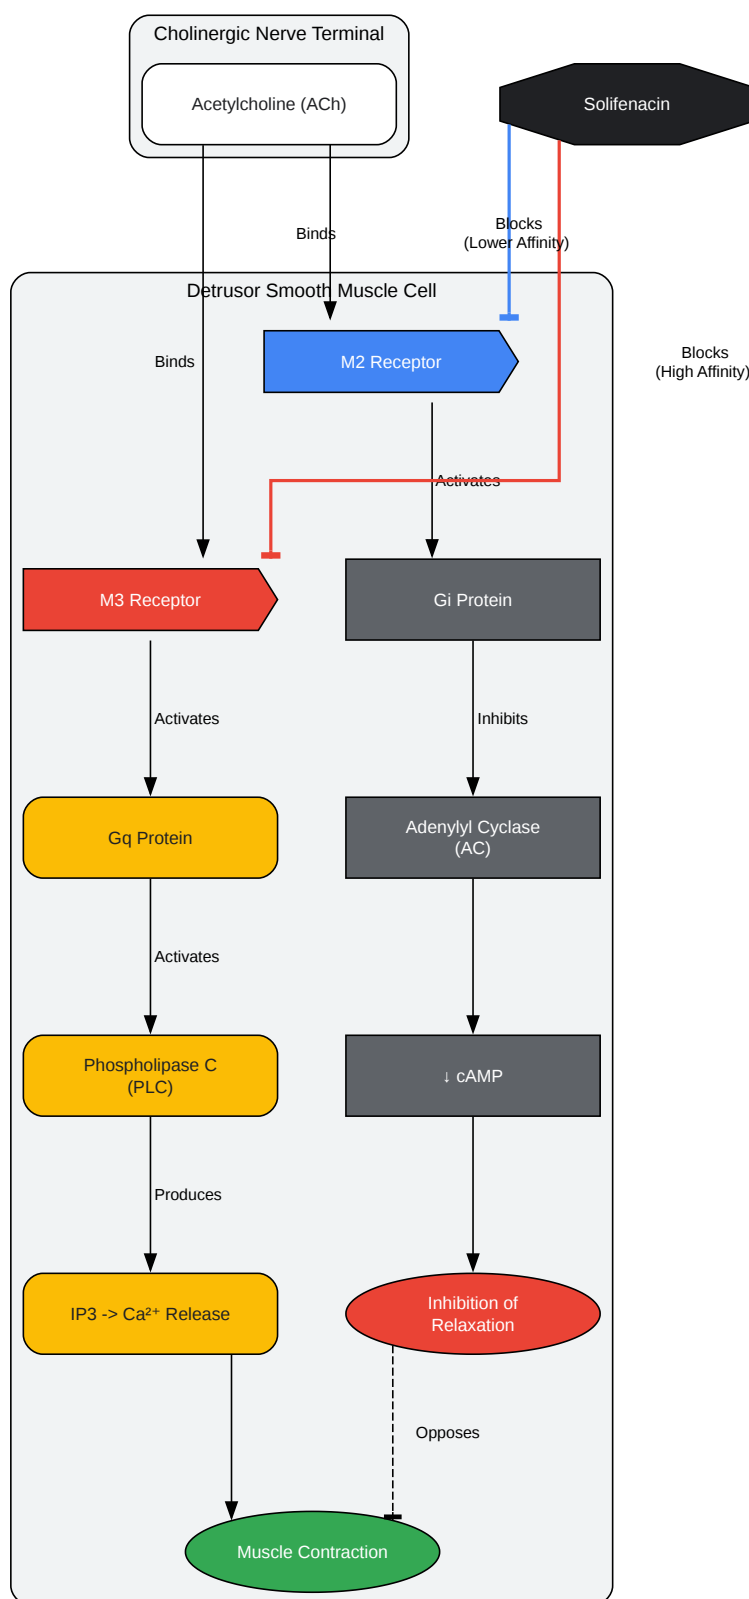 Cholinergic Nerve Terminal
Acetylcholine (ACh)
Solifenacin
Binds
Blocks
(Lower Affinity)
Detrusor Smooth Muscle Cell
Binds
M2 Receptor
Blocks
(High Affinity)
Activates
M3 Receptor
Gi Protein
Activates
Inhibits
Gq Protein
Adenylyl Cyclase
(AC)
Activates
Phospholipase C
(PLC)
↓ cAMP
Produces
IP3 -> Ca²⁺ Release
Inhibition of
Relaxation
Opposes
Muscle Contraction